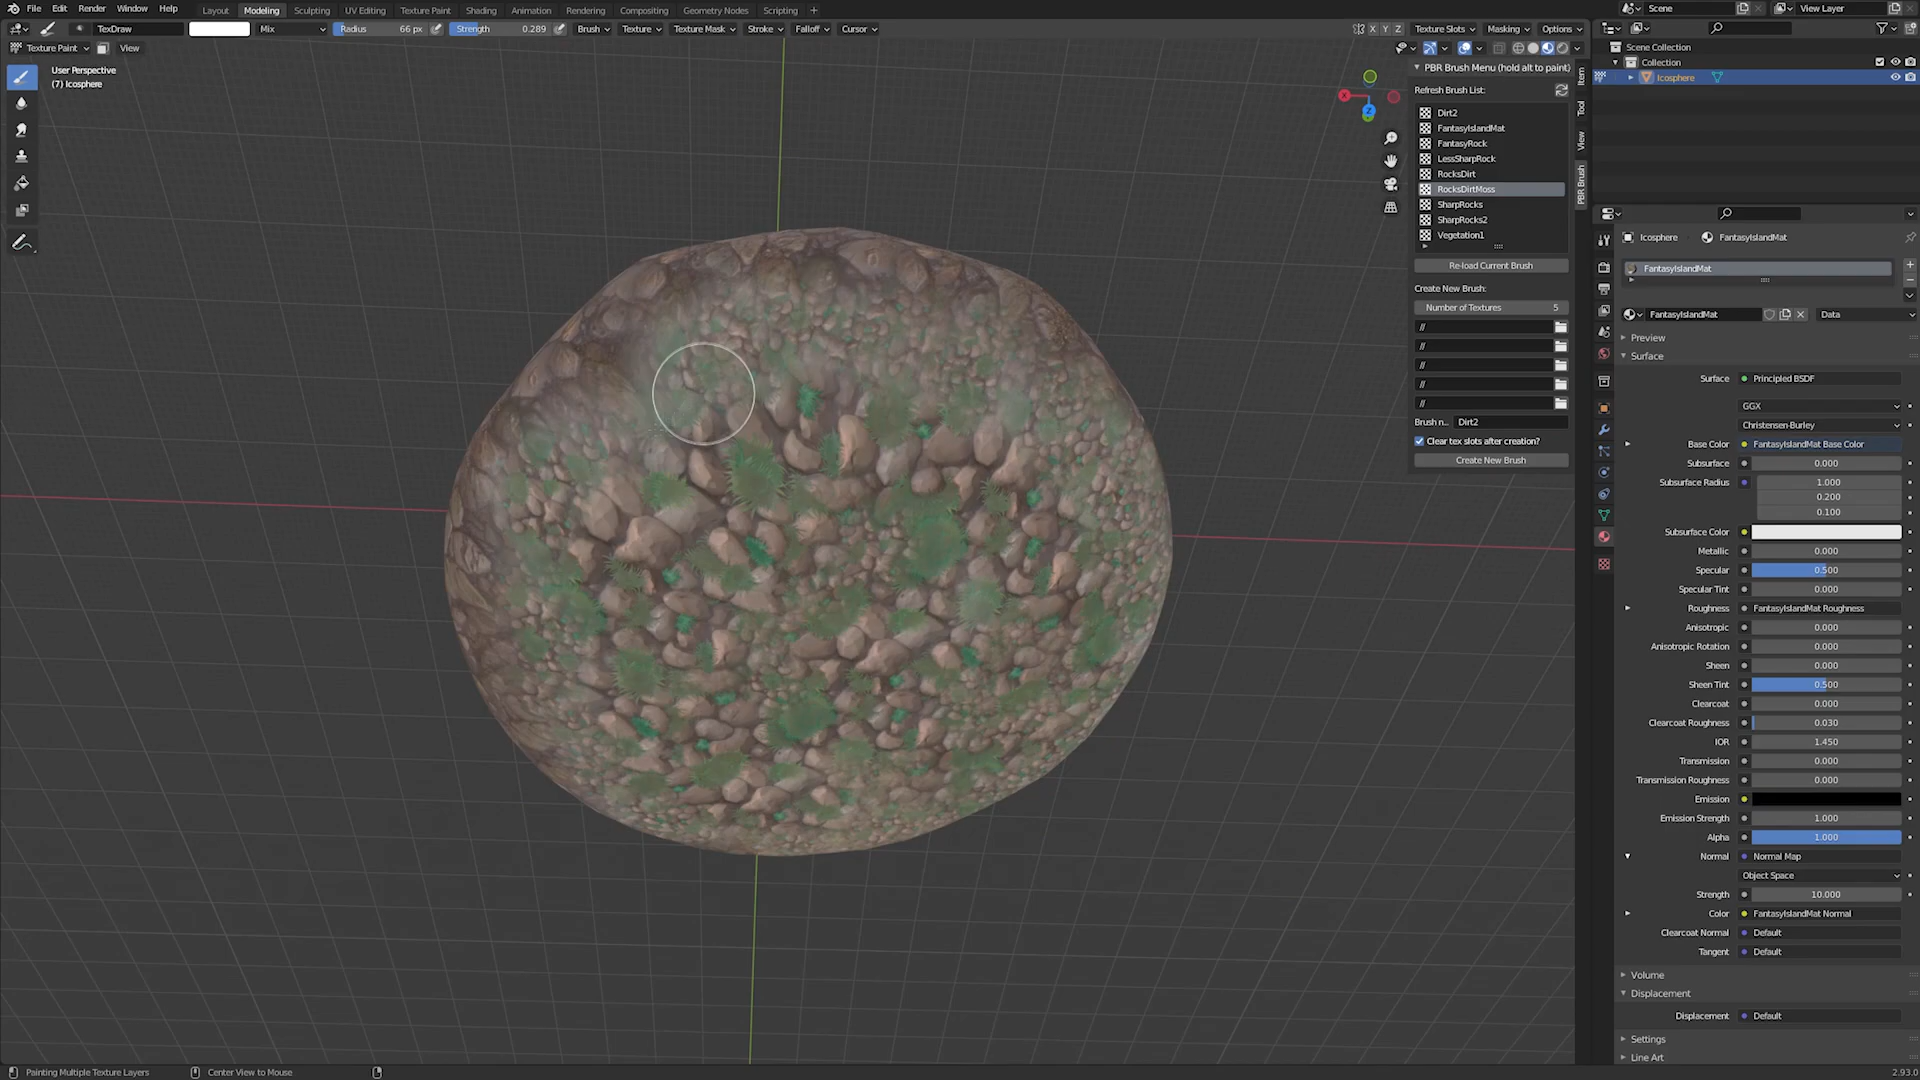 File Edit Render Window Help Layout Modeling Sculpting UV Editing Texture Paint Shading Animation Rendering Compositing Geometry Nodes Scripting + Scene View Layer
TexDraw Mix Radius 66 px Strength 0.289 Brush Texture Texture Mask Stroke Falloff Cursor X Y Z Texture Slots Masking Options
Texture Paint View
User Perspective
(7) Icosphere
PBR Brush Menu (hold alt to paint)
Refresh Brush List:
Dirt2
FantasyIslandMat
FantasyRock
LessSharpRock
RocksDirt
RocksDirtMoss
SharpRocks
SharpRocks2
Vegetation1
Re-load Current Brush
Create New Brush:
Number of Textures 5
//
//
//
//
//
Brush n... Dirt2
Clear tex slots after creation?
Create New Brush
Item
Tool
View
PBR Brush
X
Z
Scene Collection
Collection
Icosphere
Icosphere FantasyIslandMat
FantasyIslandMat
FantasyIslandMat Data
Preview
Surface
Surface Principled BSDF
GGX
Christensen-Burley
Base Color FantasyIslandMat Base Color
Subsurface 0.000
Subsurface Radius 1.000
0.200
0.100
Subsurface Color
Metallic 0.000
Specular 0.500
Specular Tint 0.000
Roughness FantasyIslandMat Roughness
Anisotropic 0.000
Anisotropic Rotation 0.000
Sheen 0.000
Sheen Tint 0.500
Clearcoat 0.000
Clearcoat Roughness 0.030
IOR 1.450
Transmission 0.000
Transmission Roughness 0.000
Emission
Emission Strength 1.000
Alpha 1.000
Normal Normal Map
Object Space
Strength 10.000
Color FantasyIslandMat Normal
Clearcoat Normal Default
Tangent Default
Volume
Displacement
Displacement Default
Settings
Line Art
Painting Multiple Texture Layers Center View to Mouse 2.93.0